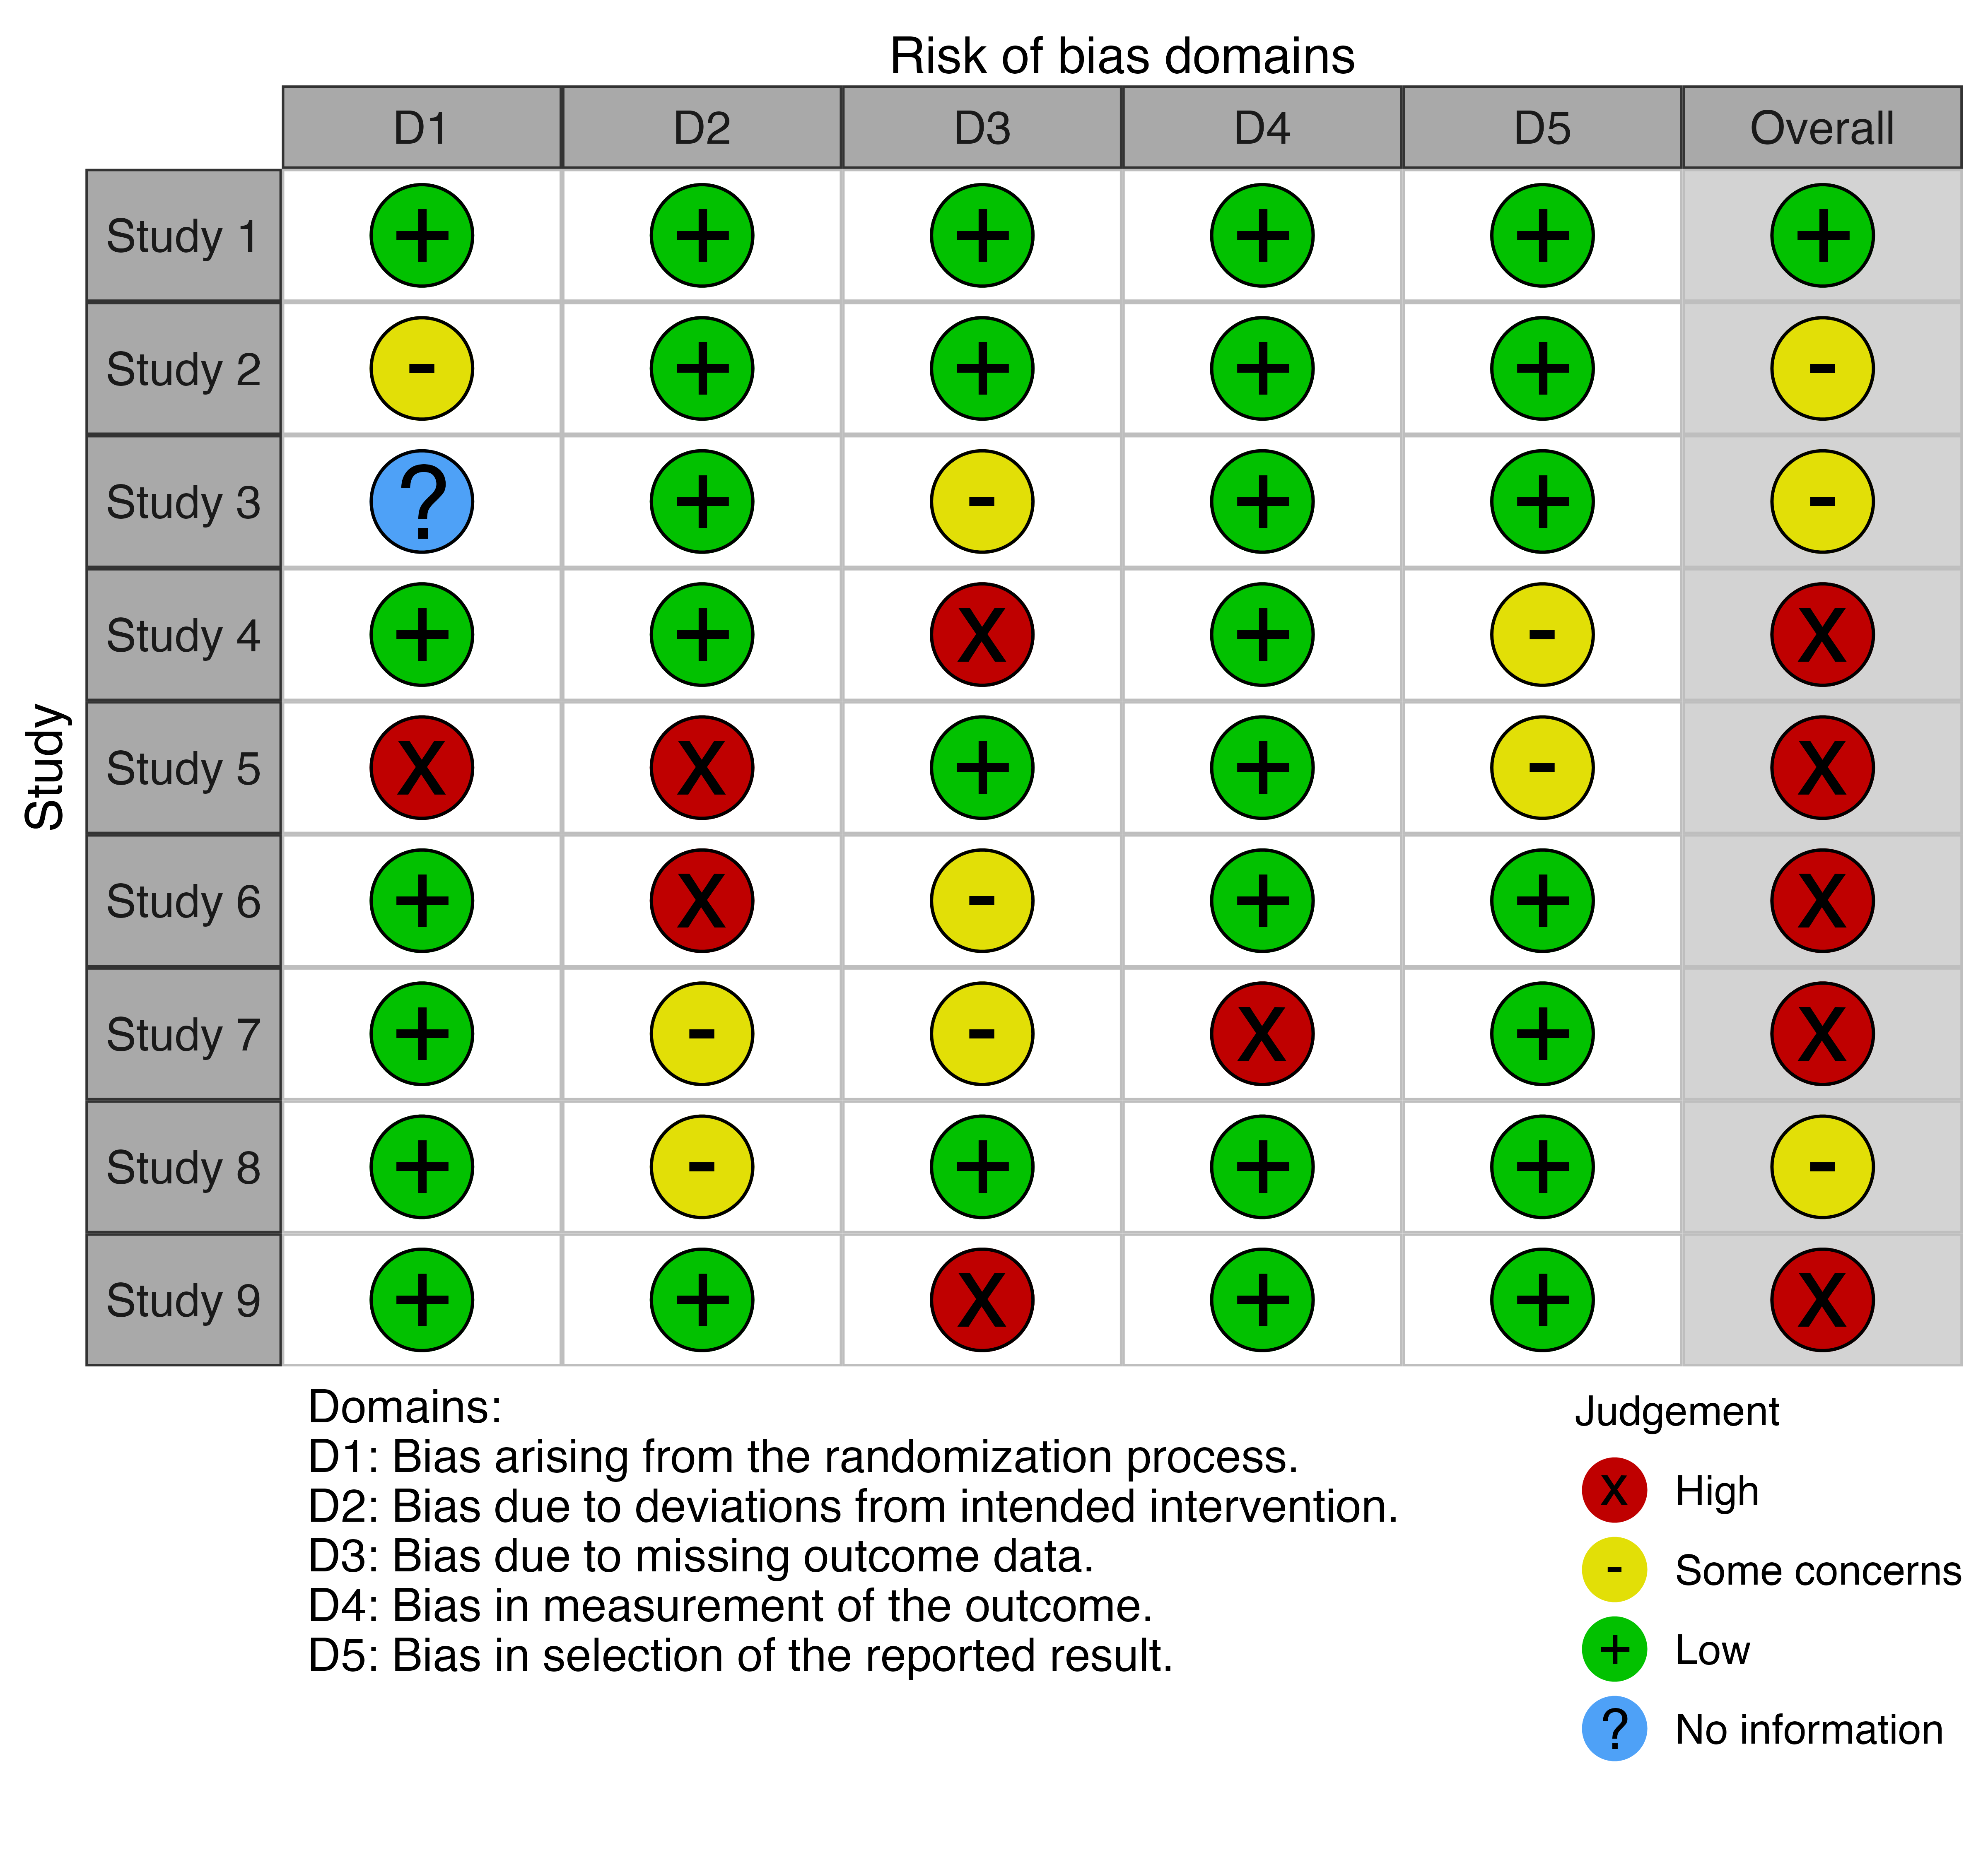 Risk of bias domains
D1 D2 D3 D4 D5 Overall
Study
Study 1 + + + + + +
Study 2 - + + + + -
Study 3 ? + - + + -
Study 4 + + X + - X
Study 5 X X + + - X
Study 6 + X - + + X
Study 7 + - - X + X
Study 8 + - + + + -
Study 9 + + X + + X
Domains:
D1: Bias arising from the randomization process.
D2: Bias due to deviations from intended intervention.
D3: Bias due to missing outcome data.
D4: Bias in measurement of the outcome.
D5: Bias in selection of the reported result.
Judgement
X High
- Some concerns
+ Low
? No information